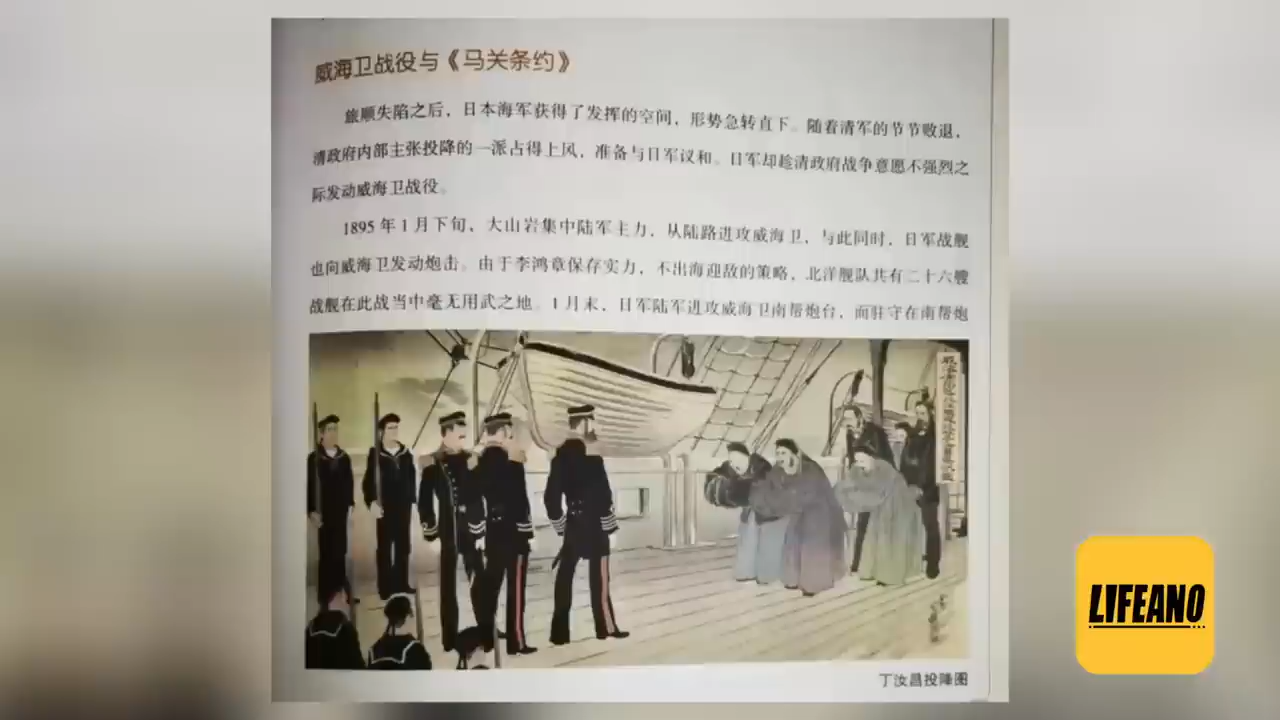 威海卫战役与《马关条约》
旅顺失陷之后，日本海军获得了发挥的空间，形势急转直下。随着清军的节节败退，
清政府内部主张投降的一派占得上风，准备与日军议和。日军却趁清政府战争意愿不强烈之
际发动威海卫战役。
1895年1月下旬，大山岩集中陆军主力，从陆路进攻威海卫，与此同时，日军战舰
也向威海卫发动炮击。由于李鸿章保存实力，不出海迎敌的策略，北洋舰队共有二十六艘
战舰在此战当中毫无用武之地。1月末，日军陆军进攻威海卫南帮炮台，而驻守在南帮炮
丁汝昌投降图
LIFEANO